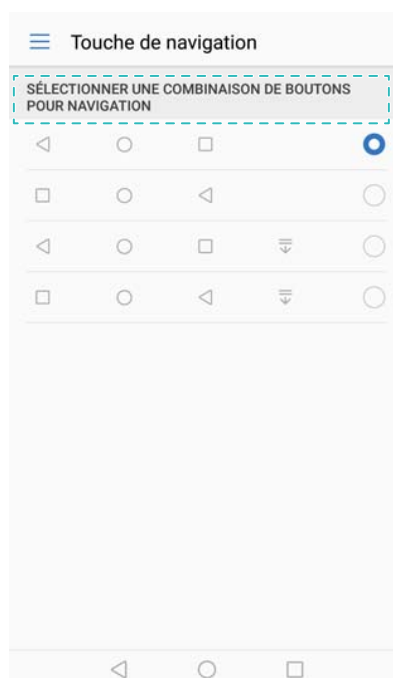 Touche de navigation
SÉLECTIONNER UNE COMBINAISON DE BOUTONS
POUR NAVIGATION